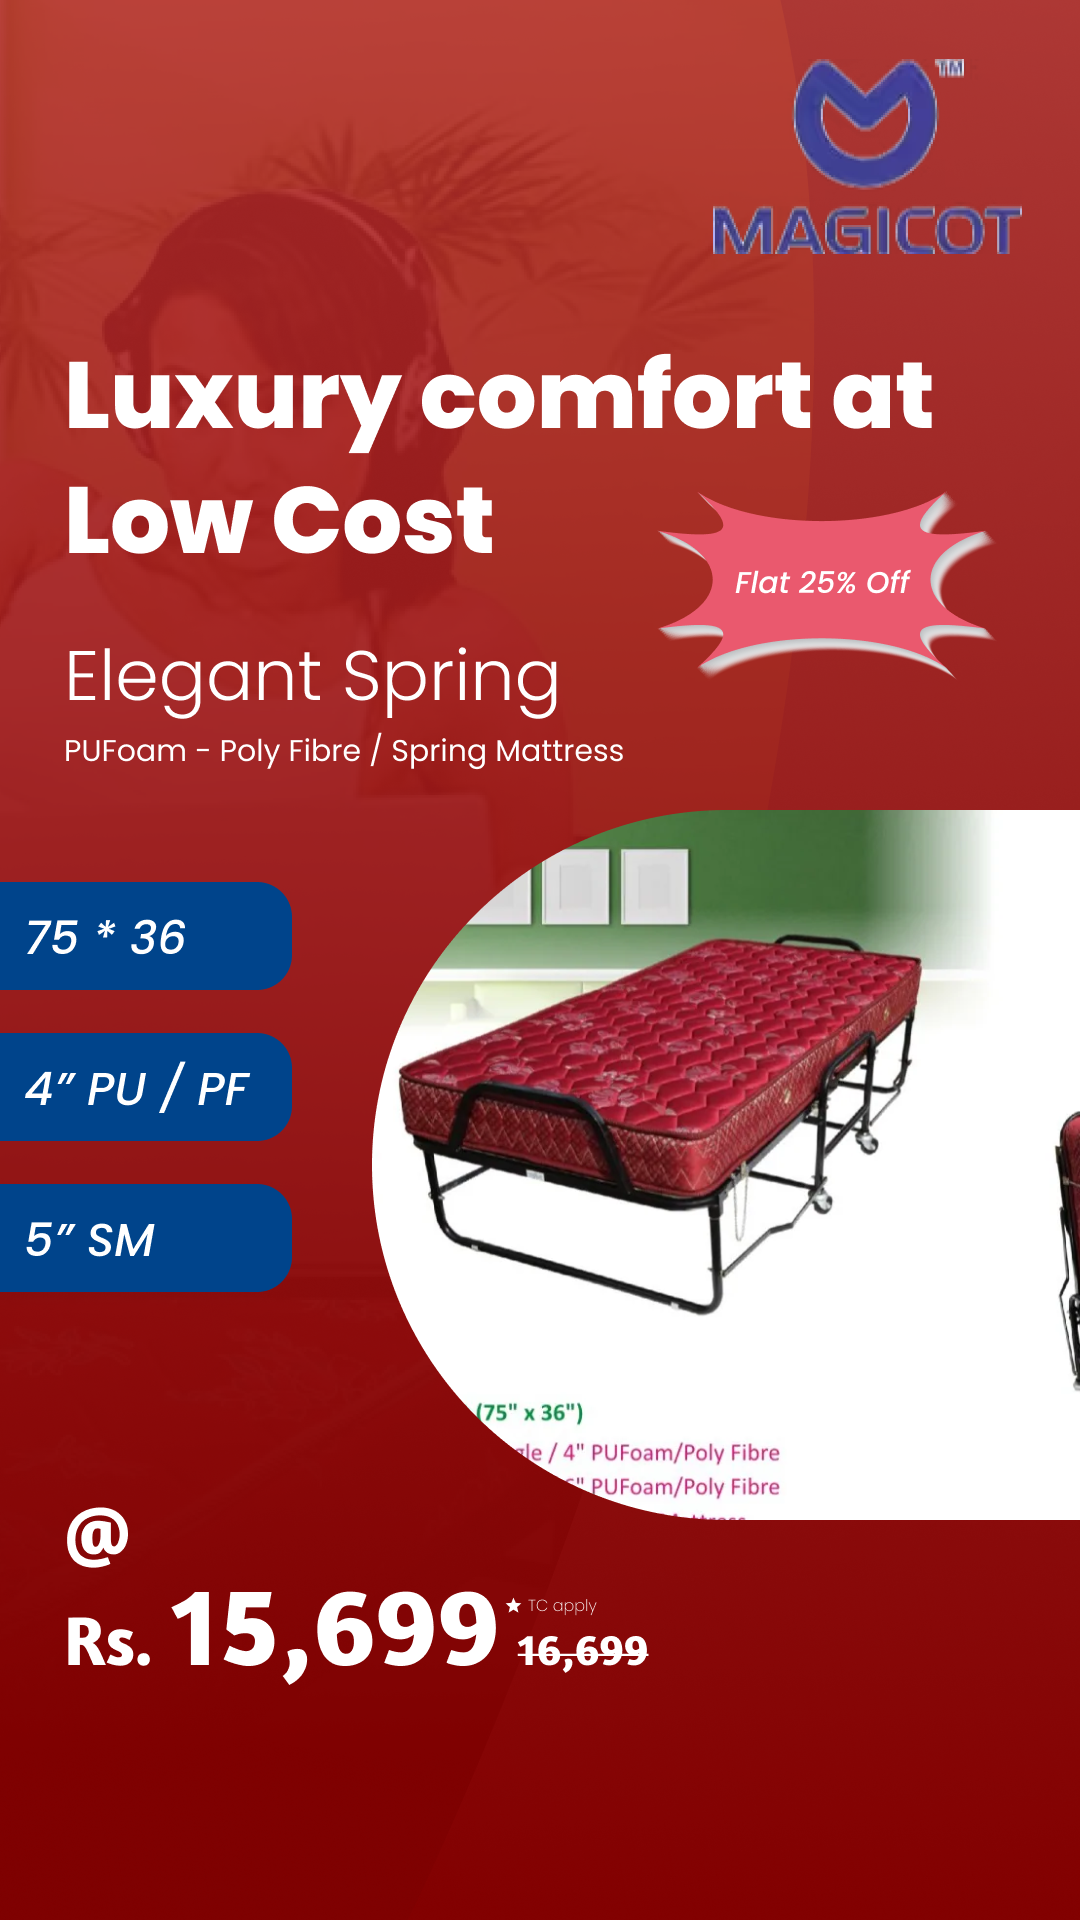 TM
MAGICOT
Luxury comfort at
Low Cost
Flat 25% Off
Elegant Spring
PUFoam - Poly Fibre / Spring Mattress
75 * 36
4” PU / PF
5” SM
(75" x 36")
/ 4" PUFoam/Poly Fibre
PUFoam/Poly Fibre
@
Rs. 15,699 ★ TC apply
16,699